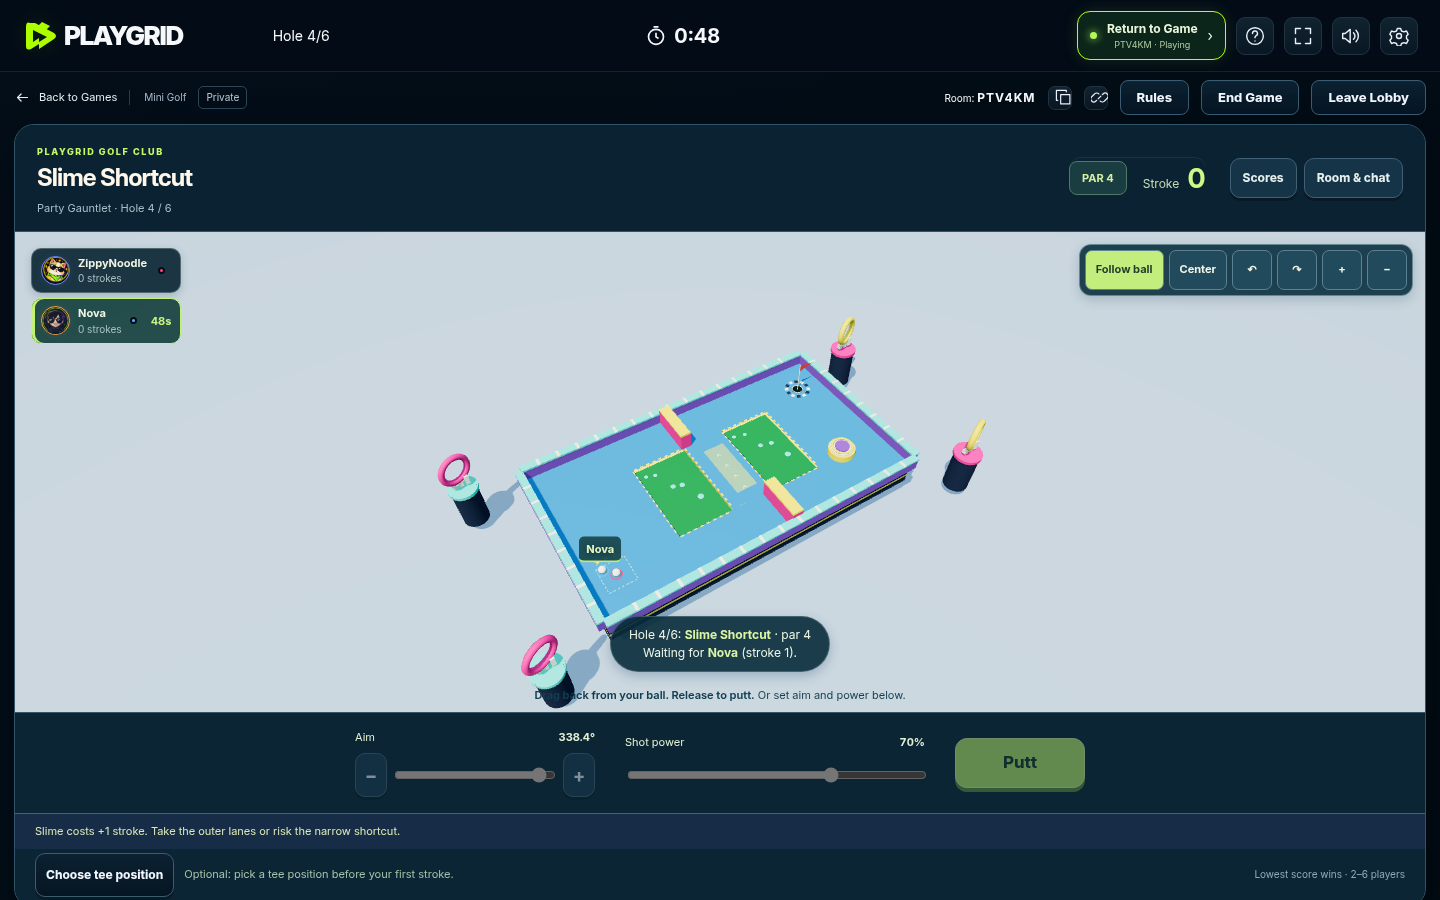 PLAYGRID
Hole 4/6
0:48
Return to Game
PTV4KM · Playing
Back to Games
Mini Golf
Private
Room: PTV4KM
Rules
End Game
Leave Lobby
PLAYGRID GOLF CLUB
Slime Shortcut
Party Gauntlet · Hole 4 / 6
PAR 4
Stroke 0
Scores
Room & chat
ZippyNoodle
0 strokes
Nova
0 strokes
48s
Follow ball
Center
Nova
Hole 4/6: Slime Shortcut · par 4
Waiting for Nova (stroke 1).
Drag back from your ball. Release to putt. Or set aim and power below.
Aim
338.4°
Shot power
70%
Putt
Slime costs +1 stroke. Take the outer lanes or risk the narrow shortcut.
Choose tee position
Optional: pick a tee position before your first stroke.
Lowest score wins · 2–6 players